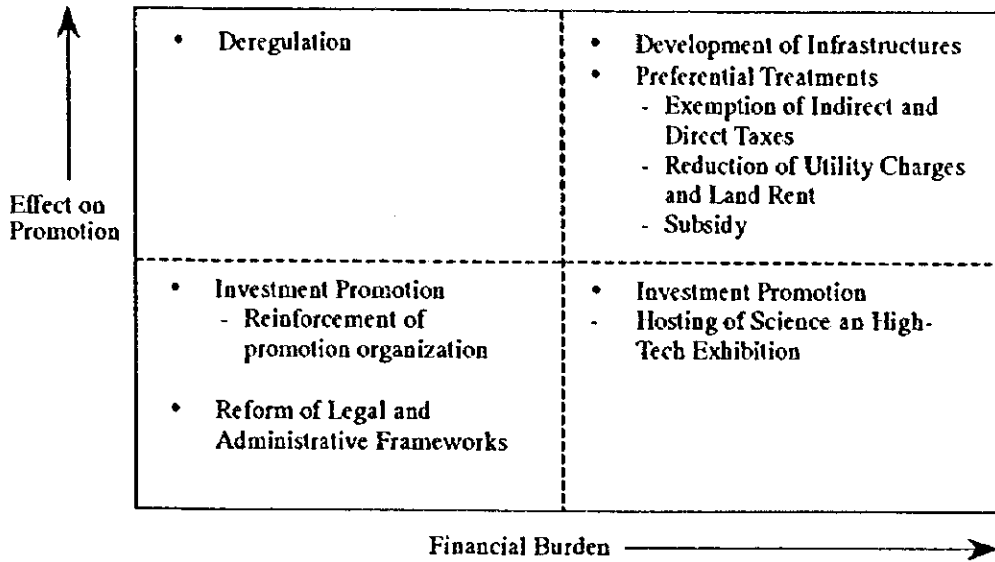 • Deregulation
• Development of Infrastructures
• Preferential Treatments
- Exemption of Indirect and
Direct Taxes
- Reduction of Utility Charges
and Land Rent
- Subsidy
Effect on
Promotion
• Investment Promotion
- Reinforcement of
promotion organization
• Reform of Legal and
Administrative Frameworks
• Investment Promotion
- Hosting of Science an High-
Tech Exhibition
Financial Burden